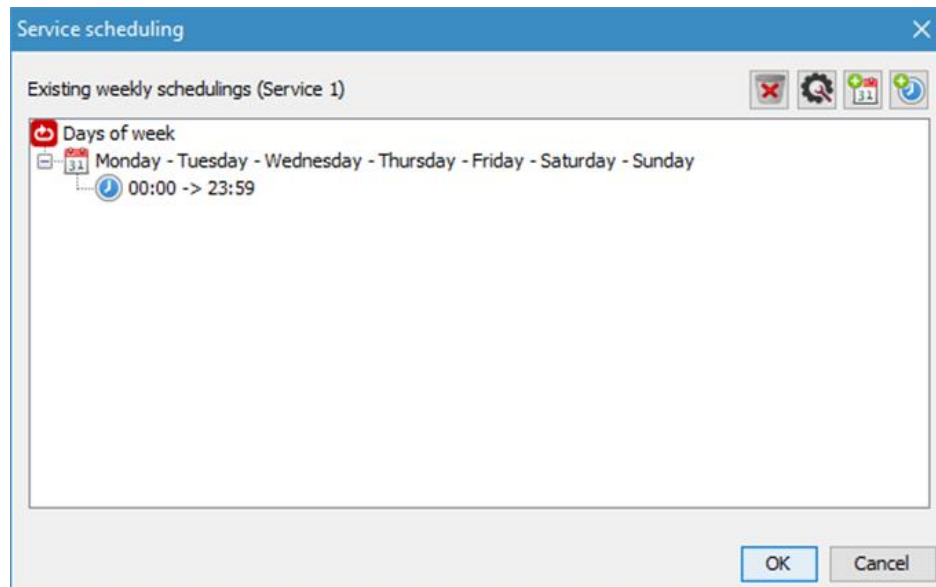 Service scheduling
Existing weekly schedulings (Service 1)
Days of week
Monday - Tuesday - Wednesday - Thursday - Friday - Saturday - Sunday
00:00 -> 23:59
OK Cancel